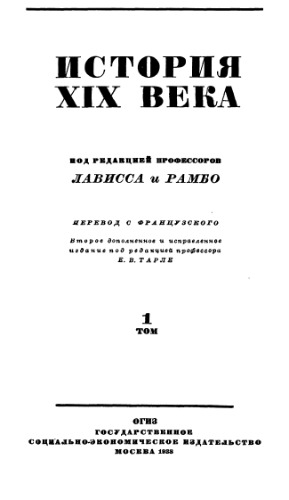 ИСТОРИЯ
XIX ВЕКА
ПОД РЕДАКЦИЕЙ ПРОФЕССОРОВ
ЛАВИССА и РАМБО
ПЕРЕВОД С ФРАНЦУЗСКОГО
Второе дополненное и исправленное
издание под редакцией профессора
Е. В. ТАРЛЕ
1
ТОМ
ОГИЗ
ГОСУДАРСТВЕННОЕ
СОЦИАЛЬНО-ЭКОНОМИЧЕСКОЕ ИЗДАТЕЛЬСТВО
МОСКВА 1938